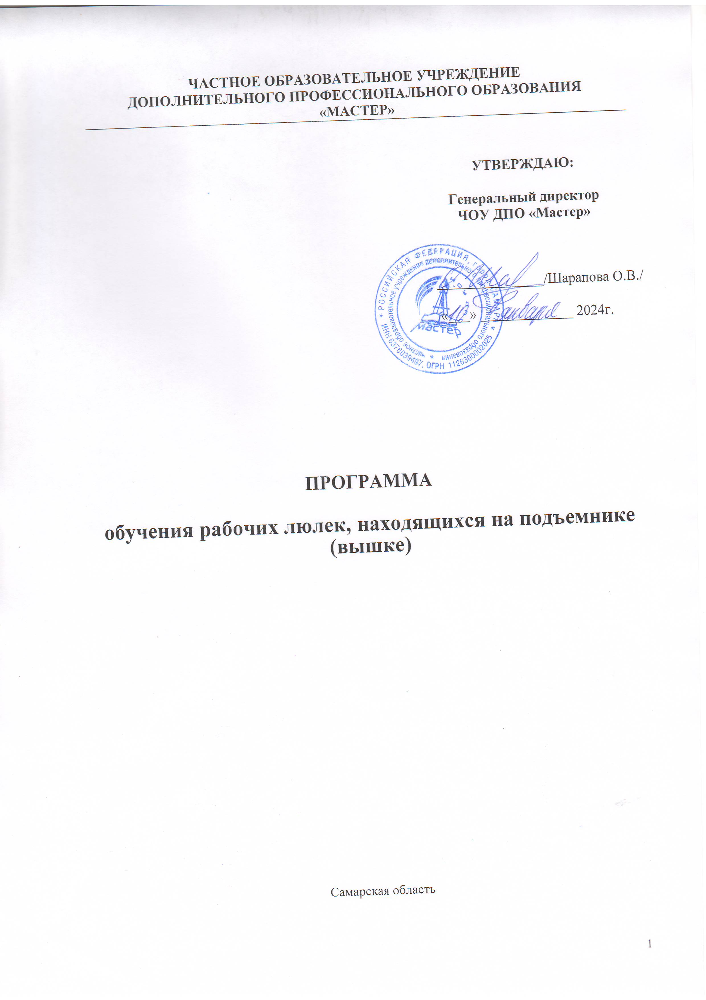 ЧАСТНОЕ ОБРАЗОВАТЕЛЬНОЕ УЧРЕЖДЕНИЕ
ДОПОЛНИТЕЛЬНОГО ПРОФЕССИОНАЛЬНОГО ОБРАЗОВАНИЯ
«МАСТЕР»
УТВЕРЖДАЮ:
Генеральный директор
ЧОУ ДПО «Мастер»
/Шарапова О.В./
«10» января 2024г.
* РОССИЙСКАЯ ФЕДЕРАЦИЯ, город САМАРА *
ИНН 6376039497, ОГРН 1126300002025
частное образовательное учреждение дополнительного профессионального образования *
мастер
ПРОГРАММА
обучения рабочих люлек, находящихся на подъемнике
(вышке)
Самарская область
1